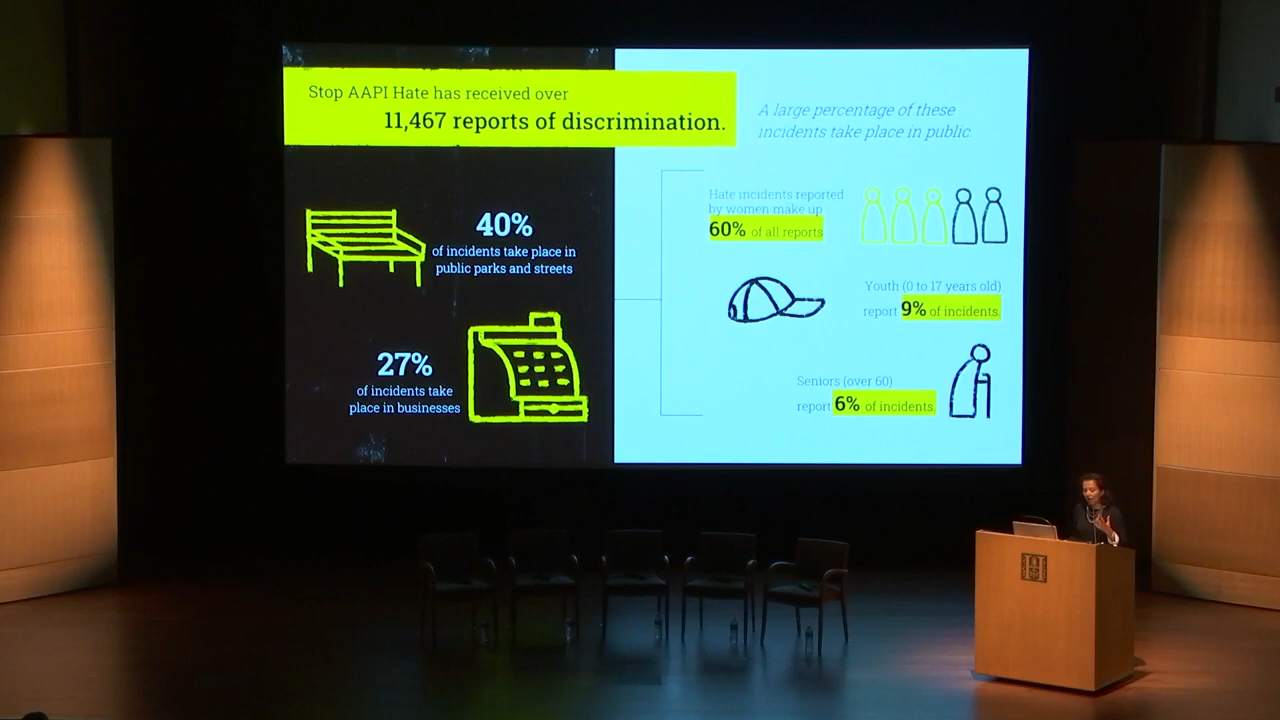 Stop AAPI Hate has received over
11,467 reports of discrimination.
40%
of incidents take place in
public parks and streets
27%
of incidents take
place in businesses
A large percentage of these
incidents take place in public.
Hate incidents reported
by women make up
60% of all reports
Youth (0 to 17 years old)
report 9% of incidents.
Seniors (over 60)
report 6% of incidents.